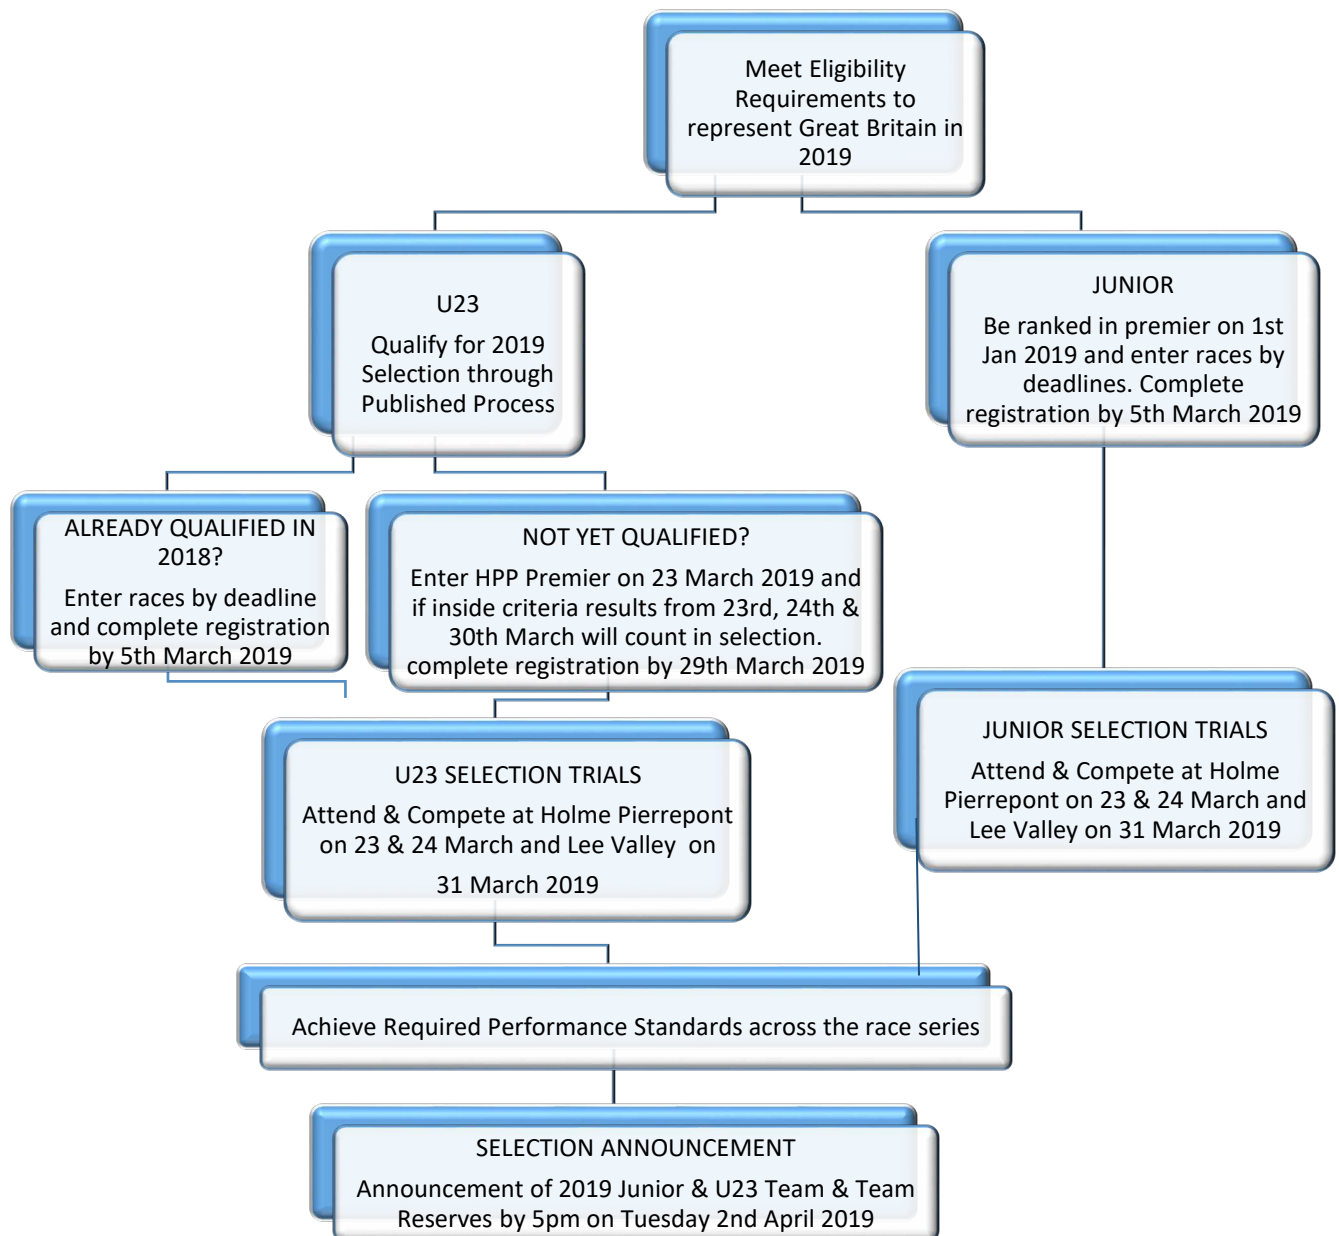 Meet Eligibility
Requirements to
represent Great Britain in
2019
U23
Qualify for 2019
Selection through
Published Process
JUNIOR
Be ranked in premier on 1st
Jan 2019 and enter races by
deadlines. Complete
registration by 5th March 2019
ALREADY QUALIFIED IN
2018?
Enter races by deadline
and complete registration
by 5th March 2019
NOT YET QUALIFIED?
Enter HPP Premier on 23 March 2019 and
if inside criteria results from 23rd, 24th &
30th March will count in selection.
complete registration by 29th March 2019
U23 SELECTION TRIALS
Attend & Compete at Holme Pierrepont
on 23 & 24 March and Lee Valley  on
31 March 2019
JUNIOR SELECTION TRIALS
Attend & Compete at Holme
Pierrepont on 23 & 24 March and
Lee Valley on 31 March 2019
Achieve Required Performance Standards across the race series
SELECTION ANNOUNCEMENT
Announcement of 2019 Junior & U23 Team & Team
Reserves by 5pm on Tuesday 2nd April 2019